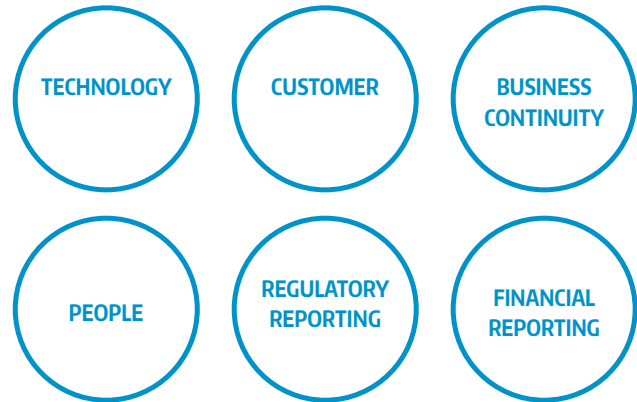 TECHNOLOGY
CUSTOMER
BUSINESS
CONTINUITY
PEOPLE
REGULATORY
REPORTING
FINANCIAL
REPORTING